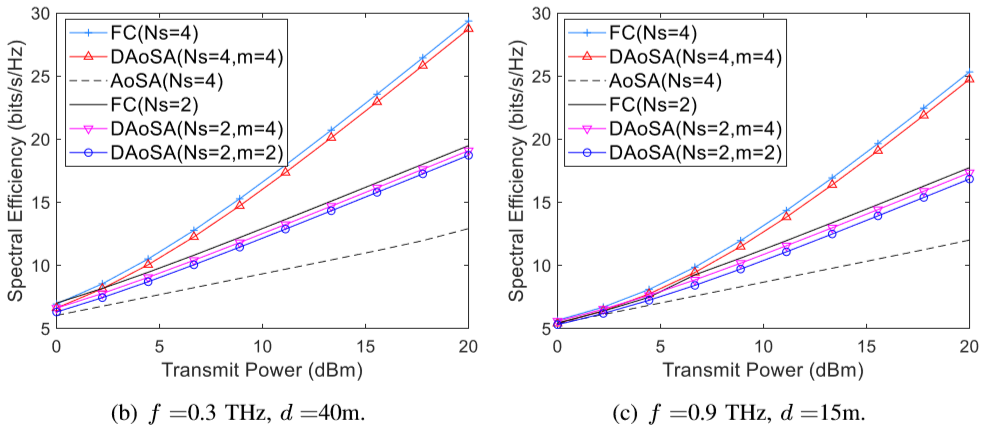 30
25
20
15
10
5
Spectral Efficiency (bits/s/Hz)
FC(Ns=4)
DAoSA(Ns=4,m=4)
AoSA(Ns=4)
FC(Ns=2)
DAoSA(Ns=2,m=4)
DAoSA(Ns=2,m=2)
0 5 10 15 20
Transmit Power (dBm)
(b) f =0.3 THz, d =40m.
30
25
20
15
10
5
Spectral Efficiency (bits/s/Hz)
FC(Ns=4)
DAoSA(Ns=4,m=4)
AoSA(Ns=4)
FC(Ns=2)
DAoSA(Ns=2,m=4)
DAoSA(Ns=2,m=2)
0 5 10 15 20
Transmit Power (dBm)
(c) f =0.9 THz, d =15m.